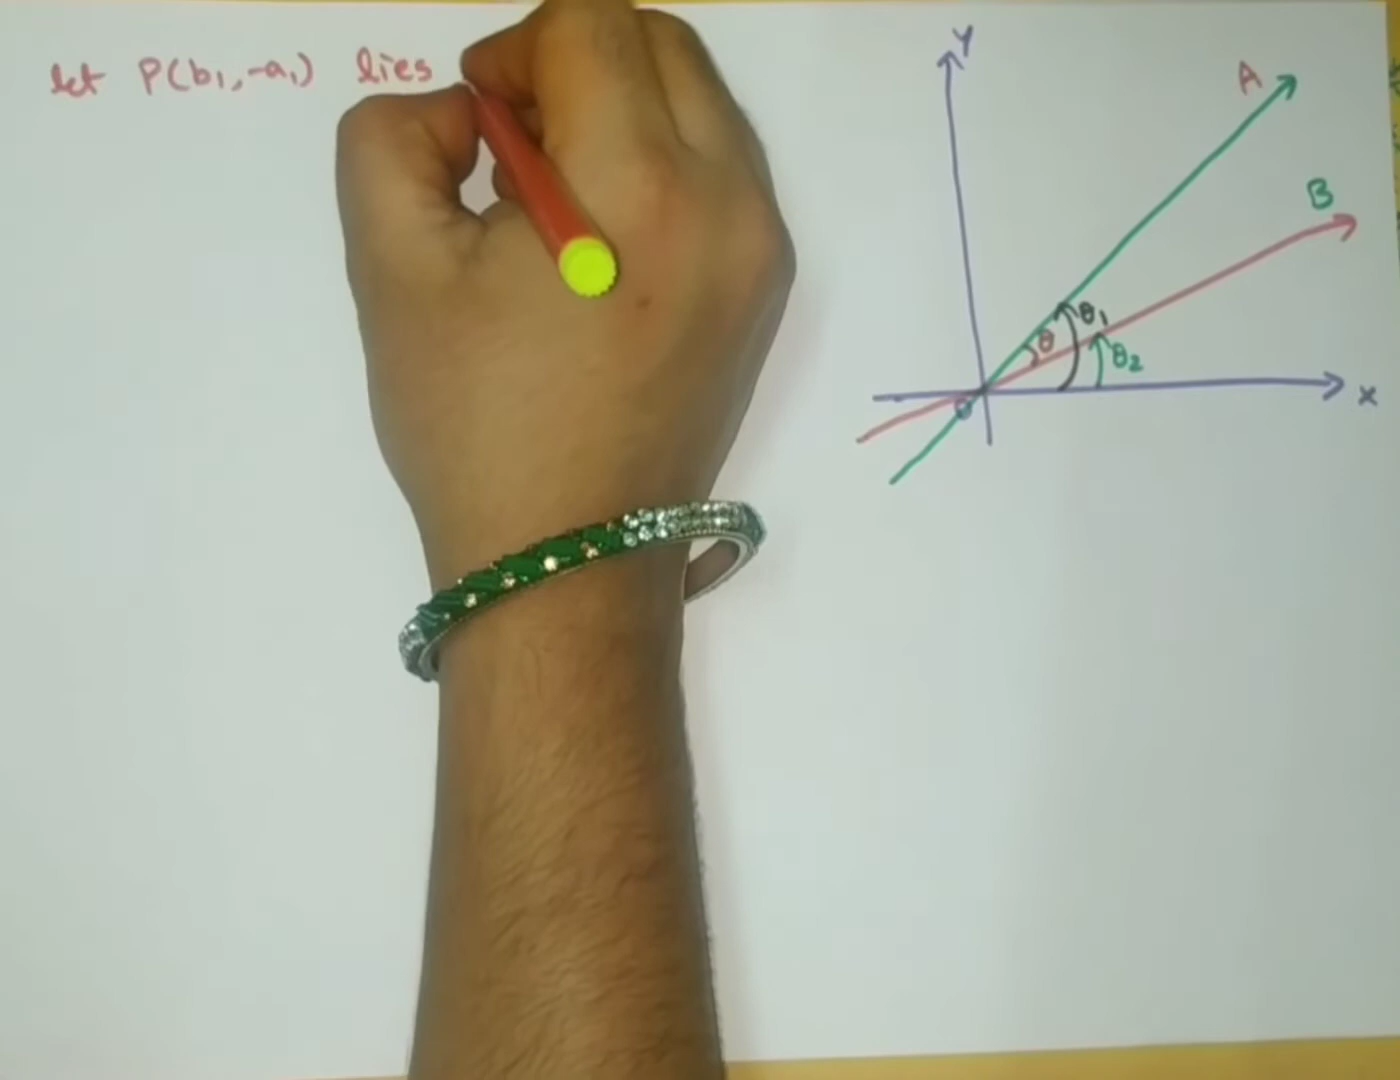 let P(b₁,-a₁) lies
Y
A
B
θ₁
θ
θ₂
X
O